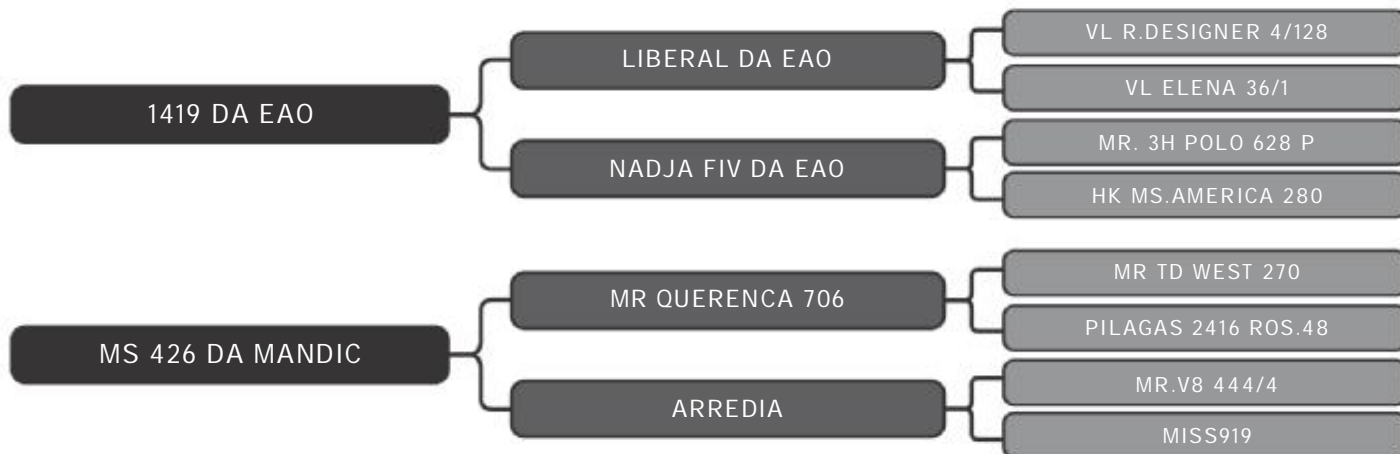 1419 DA EAO
LIBERAL DA EAO
VL R.DESIGNER 4/128
VL ELENA 36/1
NADJA FIV DA EAO
MR. 3H POLO 628 P
HK MS.AMERICA 280
MS 426 DA MANDIC
MR QUERENCA 706
MR TD WEST 270
PILAGAS 2416 ROS.48
ARREDIA
MR.V8 444/4
MISS919